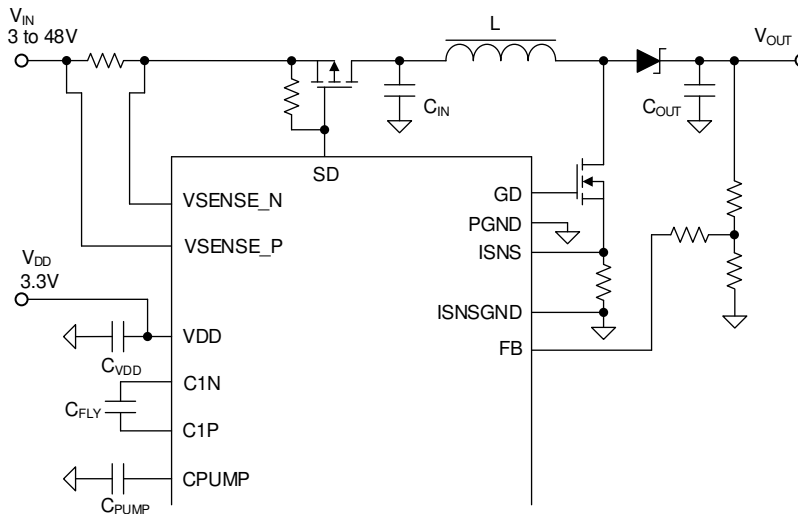 VIN
3 to 48V
L
VOUT
CIN
COUT
SD
GD
VSENSE_N
PGND
VSENSE_P
ISNS
VDD
3.3V
ISNSGND
VDD
FB
CVDD
C1N
CFLY
C1P
CPUMP
CPUMP